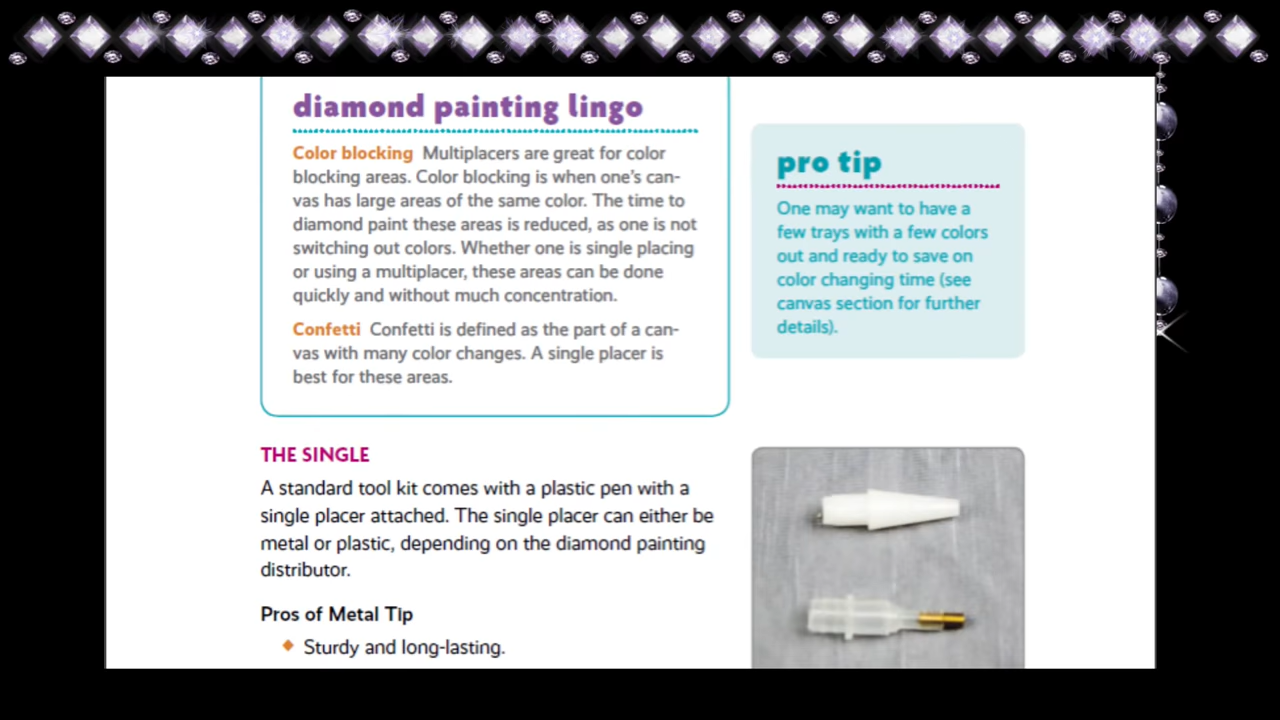 diamond painting lingo
Color blocking Multiplacers are great for color
blocking areas. Color blocking is when one's can-
vas has large areas of the same color. The time to
diamond paint these areas is reduced, as one is not
switching out colors. Whether one is single placing
or using a multiplacer, these areas can be done
quickly and without much concentration.
Confetti Confetti is defined as the part of a can-
vas with many color changes. A single placer is
best for these areas.
pro tip
One may want to have a
few trays with a few colors
out and ready to save on
color changing time (see
canvas section for further
details).
THE SINGLE
A standard tool kit comes with a plastic pen with a
single placer attached. The single placer can either be
metal or plastic, depending on the diamond painting
distributor.
Pros of Metal Tip
◆ Sturdy and long-lasting.